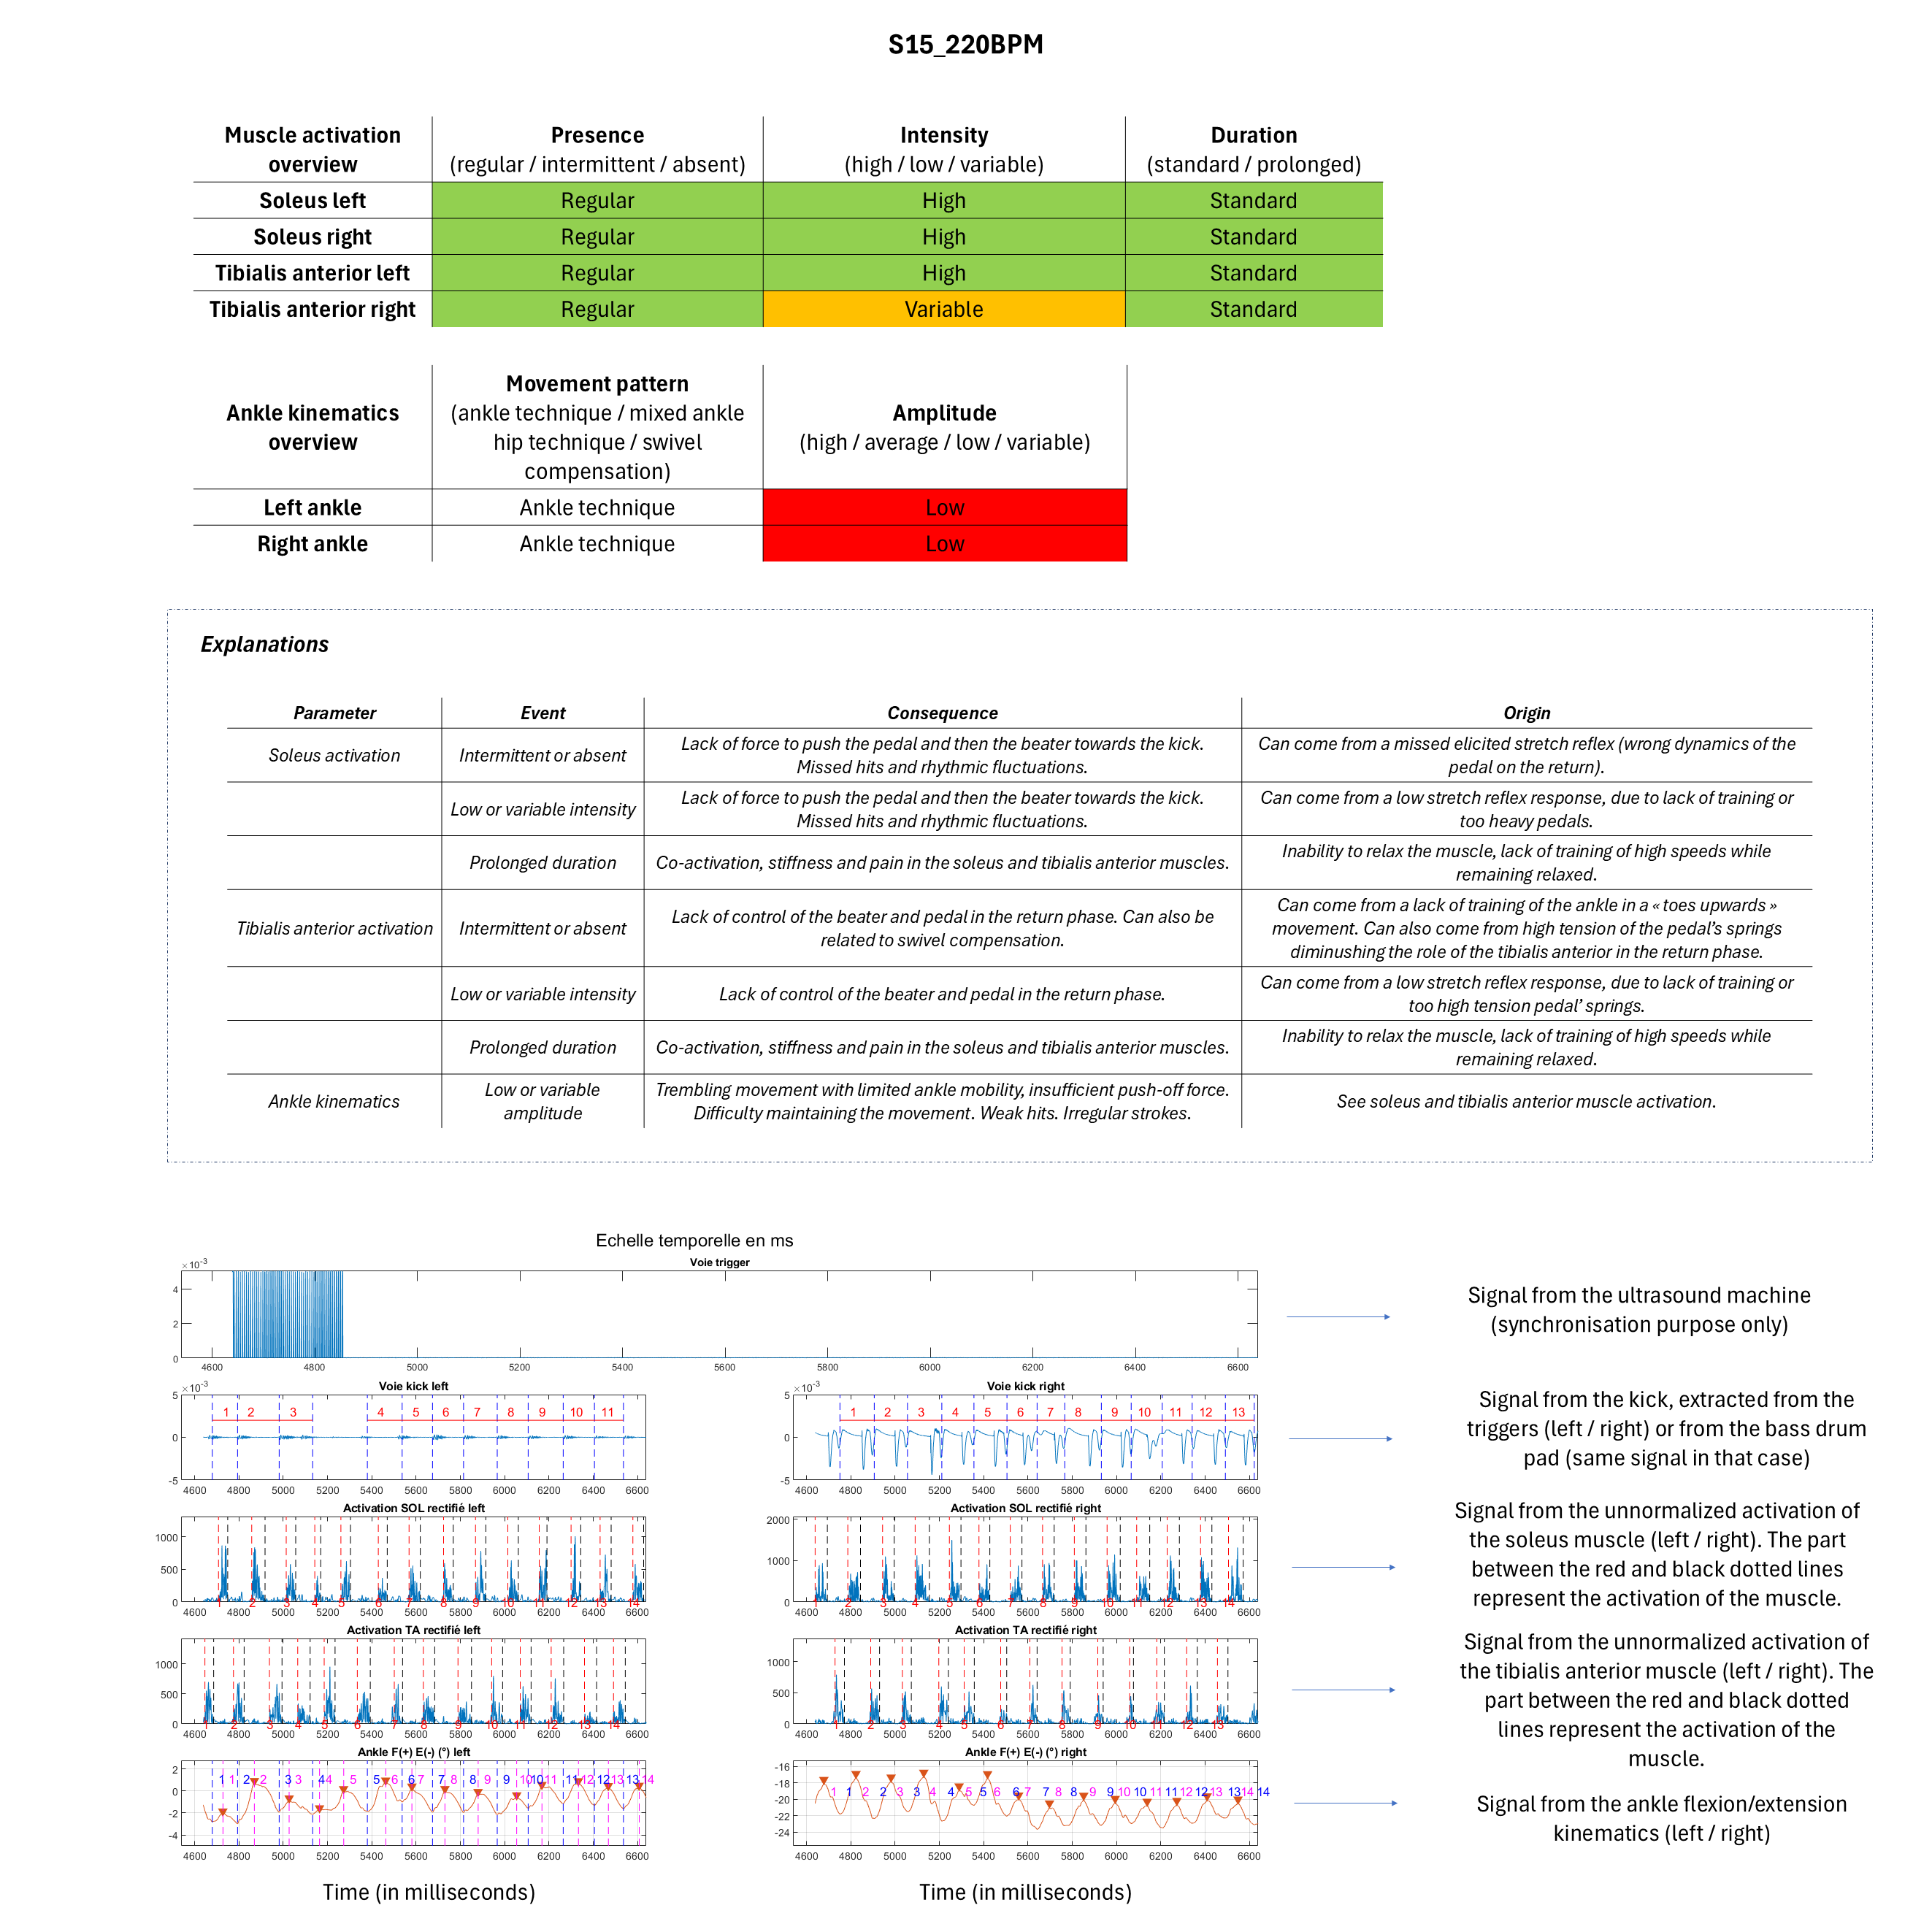 S15_220BPM
Muscle activation overview | Presence (regular / intermittent / absent) | Intensity (high / low / variable) | Duration (standard / prolonged)
Soleus left | Regular | High | Standard
Soleus right | Regular | High | Standard
Tibialis anterior left | Regular | High | Standard
Tibialis anterior right | Regular | Variable | Standard
Ankle kinematics overview | Movement pattern (ankle technique / mixed ankle hip technique / swivel compensation) | Amplitude (high / average / low / variable)
Left ankle | Ankle technique | Low
Right ankle | Ankle technique | Low
Explanations
Parameter | Event | Consequence | Origin
Soleus activation | Intermittent or absent | Lack of force to push the pedal and then the beater towards the kick. Missed hits and rhythmic fluctuations. | Can come from a missed elicited stretch reflex (wrong dynamics of the pedal on the return).
Low or variable intensity | Lack of force to push the pedal and then the beater towards the kick. Missed hits and rhythmic fluctuations. | Can come from a low stretch reflex response, due to lack of training or too heavy pedals.
Prolonged duration | Co-activation, stiffness and pain in the soleus and tibialis anterior muscles. | Inability to relax the muscle, lack of training of high speeds while remaining relaxed.
Tibialis anterior activation | Intermittent or absent | Lack of control of the beater and pedal in the return phase. Can also be related to swivel compensation. | Can come from a lack of training of the ankle in a « toes upwards » movement. Can also come from high tension of the pedal's springs diminushing the role of the tibialis anterior in the return phase.
Low or variable intensity | Lack of control of the beater and pedal in the return phase. | Can come from a low stretch reflex response, due to lack of training or too high tension pedal' springs.
Prolonged duration | Co-activation, stiffness and pain in the soleus and tibialis anterior muscles. | Inability to relax the muscle, lack of training of high speeds while remaining relaxed.
Ankle kinematics | Low or variable amplitude | Trembling movement with limited ankle mobility, insufficient push-off force. Difficulty maintaining the movement. Weak hits. Irregular strokes. | See soleus and tibialis anterior muscle activation.
Echelle temporelle en ms
Voie trigger
×10-3
4
2
0
4600 4800 5000 5200 5400 5600 5800 6000 6200 6400 6600
Signal from the ultrasound machine
(synchronisation purpose only)
Voie kick left
×10-3
5
0
-5
1 2 3 4 5 6 7 8 9 10 11
4600 4800 5000 5200 5400 5600 5800 6000 6200 6400 6600
Voie kick right
×10-3
5
0
-5
1 2 3 4 5 6 7 8 9 10 11 12 13
4600 4800 5000 5200 5400 5600 5800 6000 6200 6400 6600
Signal from the kick, extracted from the
triggers (left / right) or from the bass drum
pad (same signal in that case)
Activation SOL rectifié left
1000
500
0
1 2 3 4 5 6 7 8 9 10 11 12 13 14
4600 4800 5000 5200 5400 5600 5800 6000 6200 6400 6600
Activation SOL rectifié right
2000
1000
0
1 2 3 4 5 6 7 8 9 10 11 12 13 14
4600 4800 5000 5200 5400 5600 5800 6000 6200 6400 6600
Signal from the unnormalized activation of
the soleus muscle (left / right). The part
between the red and black dotted lines
represent the activation of the muscle.
Activation TA rectifié left
1000
500
0
1 2 3 4 5 6 7 8 9 10 11 12 13 14
4600 4800 5000 5200 5400 5600 5800 6000 6200 6400 6600
Activation TA rectifié right
1000
500
0
1 2 3 4 5 6 7 8 9 10 11 12 13
4600 4800 5000 5200 5400 5600 5800 6000 6200 6400 6600
Signal from the unnormalized activation of
the tibialis anterior muscle (left / right). The
part between the red and black dotted
lines represent the activation of the
muscle.
Ankle F(+) E(-) (°) left
2
0
-2
-4
1 1 2 2 3 3 4 4 5 5 6 6 7 7 8 8 9 9 10 10 11 11 12 12 13 13 14
4600 4800 5000 5200 5400 5600 5800 6000 6200 6400 6600
Ankle F(+) E(-) (°) right
-16
-18
-20
-22
-24
1 1 2 2 3 3 4 4 5 5 6 6 7 7 8 8 9 9 10 10 11 11 12 12 13 13 14 14
4600 4800 5000 5200 5400 5600 5800 6000 6200 6400 6600
Signal from the ankle flexion/extension
kinematics (left / right)
Time (in milliseconds)
Time (in milliseconds)